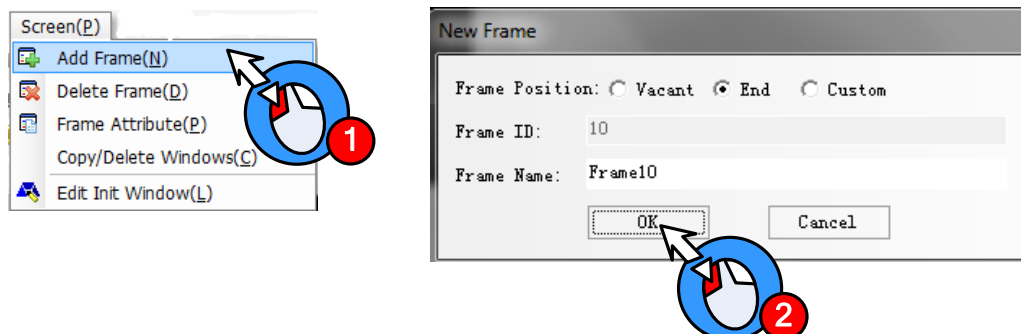 Screen(P)
Add Frame(N)
Delete Frame(D)
Frame Attribute(P)
Copy/Delete Windows(C)
Edit Init Window(L)
1
New Frame
Frame Position: Vacant End Custom
Frame ID: 10
Frame Name: Frame10
OK Cancel
2